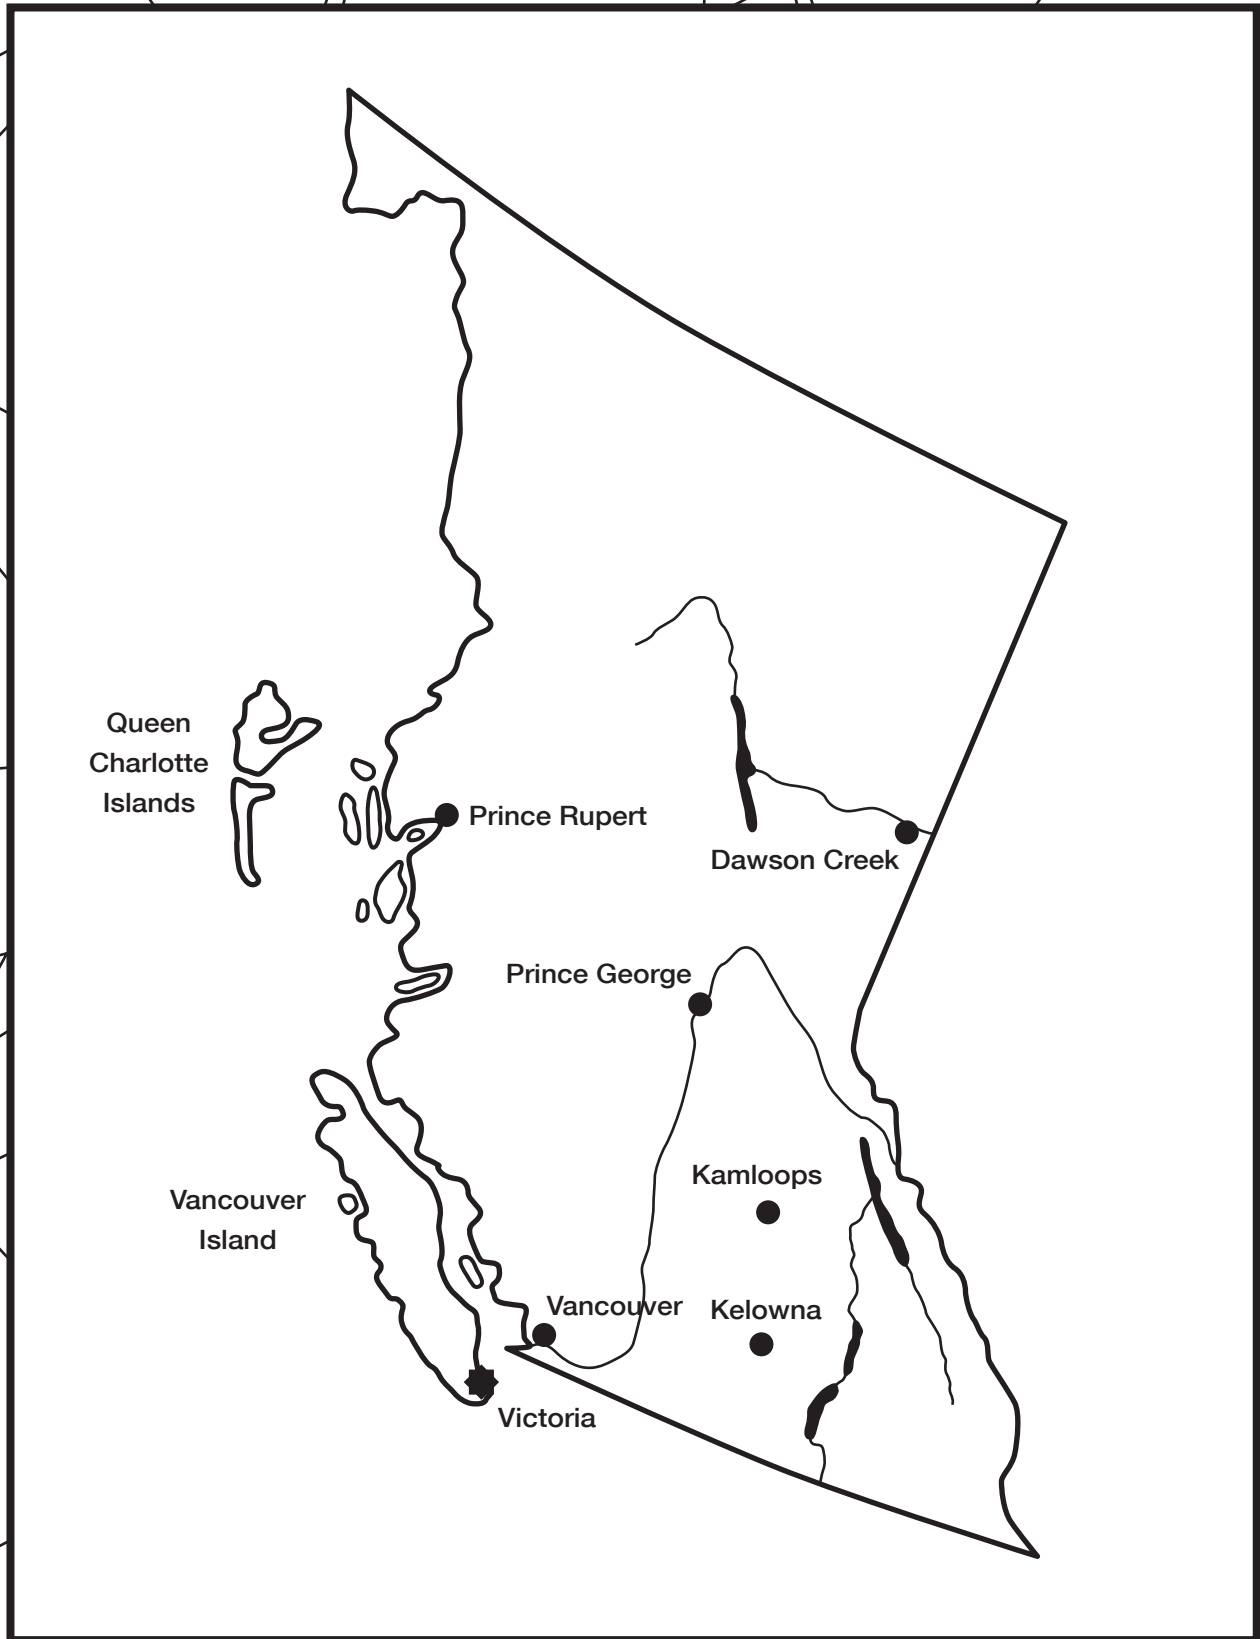 Queen
Charlotte
Islands
Prince Rupert
Dawson Creek
Prince George
Kamloops
Vancouver
Island
Vancouver
Kelowna
Victoria